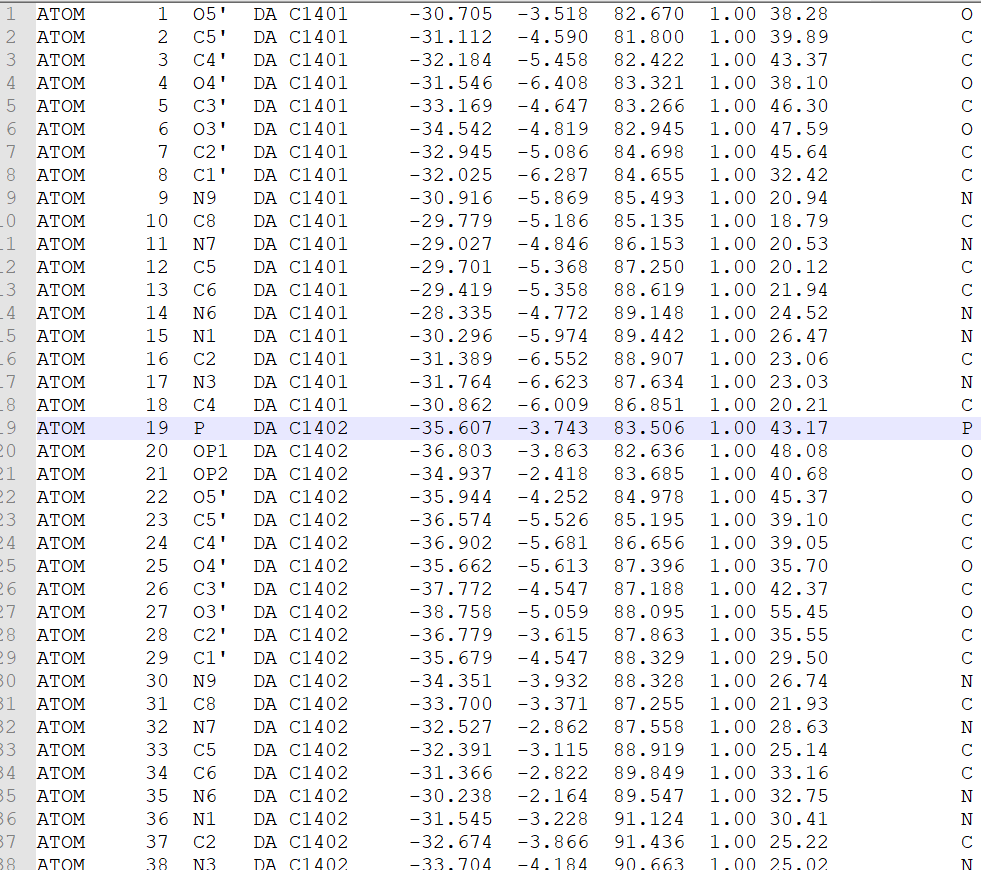 1 ATOM 1 O5' DA C1401 -30.705 -3.518 82.670 1.00 38.28 O
2 ATOM 2 C5' DA C1401 -31.112 -4.590 81.800 1.00 39.89 C
3 ATOM 3 C4' DA C1401 -32.184 -5.458 82.422 1.00 43.37 C
4 ATOM 4 O4' DA C1401 -31.546 -6.408 83.321 1.00 38.10 O
5 ATOM 5 C3' DA C1401 -33.169 -4.647 83.266 1.00 46.30 C
6 ATOM 6 O3' DA C1401 -34.542 -4.819 82.945 1.00 47.59 O
7 ATOM 7 C2' DA C1401 -32.945 -5.086 84.698 1.00 45.64 C
8 ATOM 8 C1' DA C1401 -32.025 -6.287 84.655 1.00 32.42 C
9 ATOM 9 N9 DA C1401 -30.916 -5.869 85.493 1.00 20.94 N
10 ATOM 10 C8 DA C1401 -29.779 -5.186 85.135 1.00 18.79 C
11 ATOM 11 N7 DA C1401 -29.027 -4.846 86.153 1.00 20.53 N
12 ATOM 12 C5 DA C1401 -29.701 -5.368 87.250 1.00 20.12 C
13 ATOM 13 C6 DA C1401 -29.419 -5.358 88.619 1.00 21.94 C
14 ATOM 14 N6 DA C1401 -28.335 -4.772 89.148 1.00 24.52 N
15 ATOM 15 N1 DA C1401 -30.296 -5.974 89.442 1.00 26.47 N
16 ATOM 16 C2 DA C1401 -31.389 -6.552 88.907 1.00 23.06 C
17 ATOM 17 N3 DA C1401 -31.764 -6.623 87.634 1.00 23.03 N
18 ATOM 18 C4 DA C1401 -30.862 -6.009 86.851 1.00 20.21 C
19 ATOM 19 P DA C1402 -35.607 -3.743 83.506 1.00 43.17 P
20 ATOM 20 OP1 DA C1402 -36.803 -3.863 82.636 1.00 48.08 O
21 ATOM 21 OP2 DA C1402 -34.937 -2.418 83.685 1.00 40.68 O
22 ATOM 22 O5' DA C1402 -35.944 -4.252 84.978 1.00 45.37 O
23 ATOM 23 C5' DA C1402 -36.574 -5.526 85.195 1.00 39.10 C
24 ATOM 24 C4' DA C1402 -36.902 -5.681 86.656 1.00 39.05 C
25 ATOM 25 O4' DA C1402 -35.662 -5.613 87.396 1.00 35.70 O
26 ATOM 26 C3' DA C1402 -37.772 -4.547 87.188 1.00 42.37 C
27 ATOM 27 O3' DA C1402 -38.758 -5.059 88.095 1.00 55.45 O
28 ATOM 28 C2' DA C1402 -36.779 -3.615 87.863 1.00 35.55 C
29 ATOM 29 C1' DA C1402 -35.679 -4.547 88.329 1.00 29.50 C
30 ATOM 30 N9 DA C1402 -34.351 -3.932 88.328 1.00 26.74 N
31 ATOM 31 C8 DA C1402 -33.700 -3.371 87.255 1.00 21.93 C
32 ATOM 32 N7 DA C1402 -32.527 -2.862 87.558 1.00 28.63 N
33 ATOM 33 C5 DA C1402 -32.391 -3.115 88.919 1.00 25.14 C
34 ATOM 34 C6 DA C1402 -31.366 -2.822 89.849 1.00 33.16 C
35 ATOM 35 N6 DA C1402 -30.238 -2.164 89.547 1.00 32.75 N
36 ATOM 36 N1 DA C1402 -31.545 -3.228 91.124 1.00 30.41 N
37 ATOM 37 C2 DA C1402 -32.674 -3.866 91.436 1.00 25.22 C
38 ATOM 38 N3 DA C1402 -33.704 -4.184 90.663 1.00 25.02 N